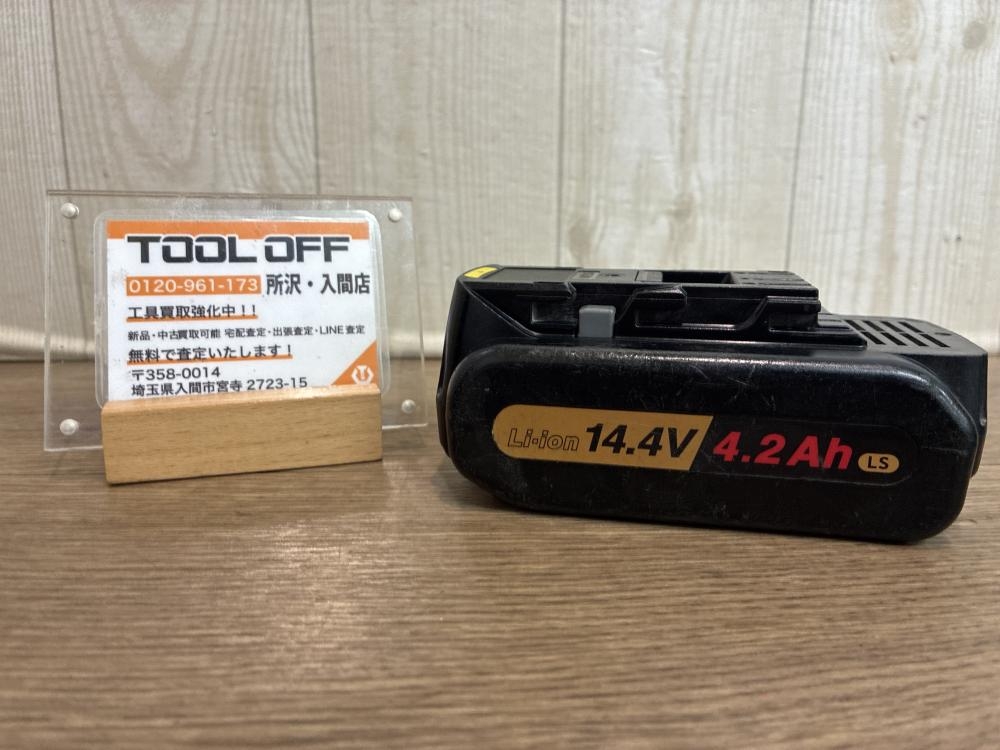 TOOL OFF
0120-961-173 所沢・入間店
工具買取強化中!!
新品・中古買取可能 宅配査定・出張査定・LINE査定
無料で査定いたします!
〒358-0014
埼玉県入間市宮寺 2723-15
Li-ion 14.4V 4.2Ah LS